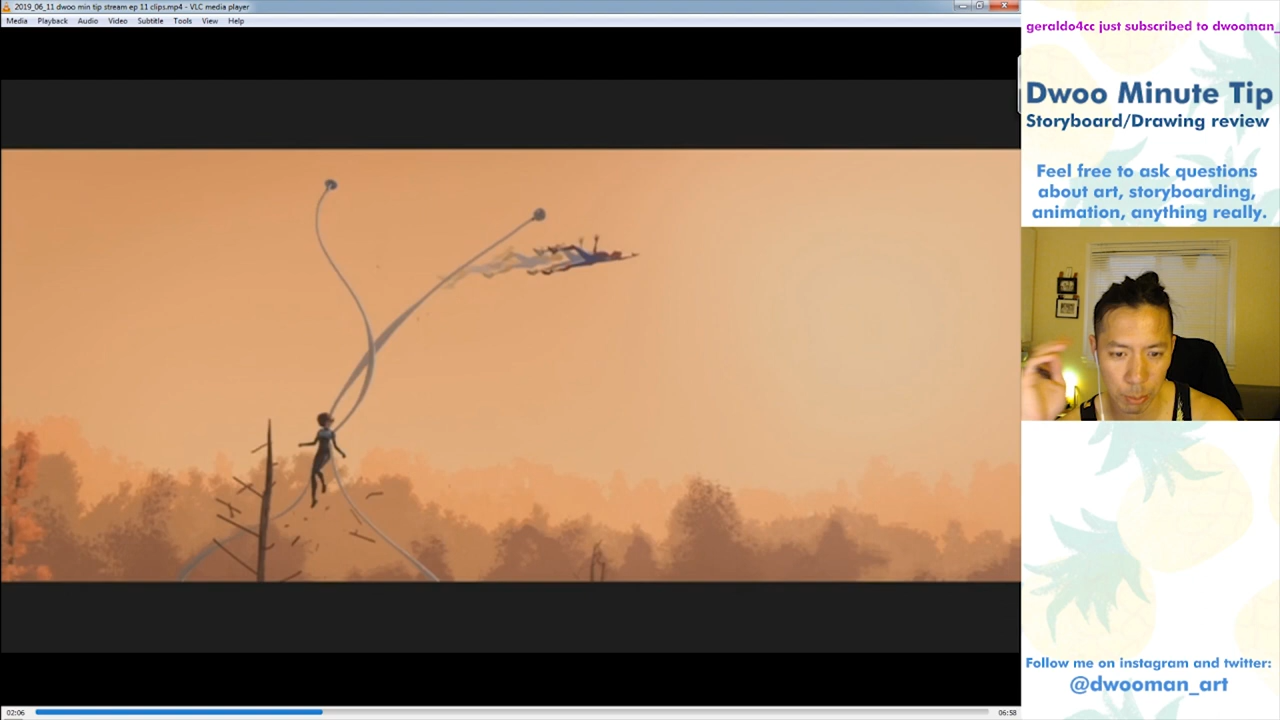 2019_06_11 dwoo min tip stream ep 11 clips.mp4 - VLC media player
Media Playback Audio Video Subtitle Tools View Help
geraldo4cc just subscribed to dwooman_
Dwoo Minute Tip
Storyboard/Drawing review
Feel free to ask questions
about art, storyboarding,
animation, anything really.
Follow me on instagram and twitter:
@dwooman_art
02:06
06:58